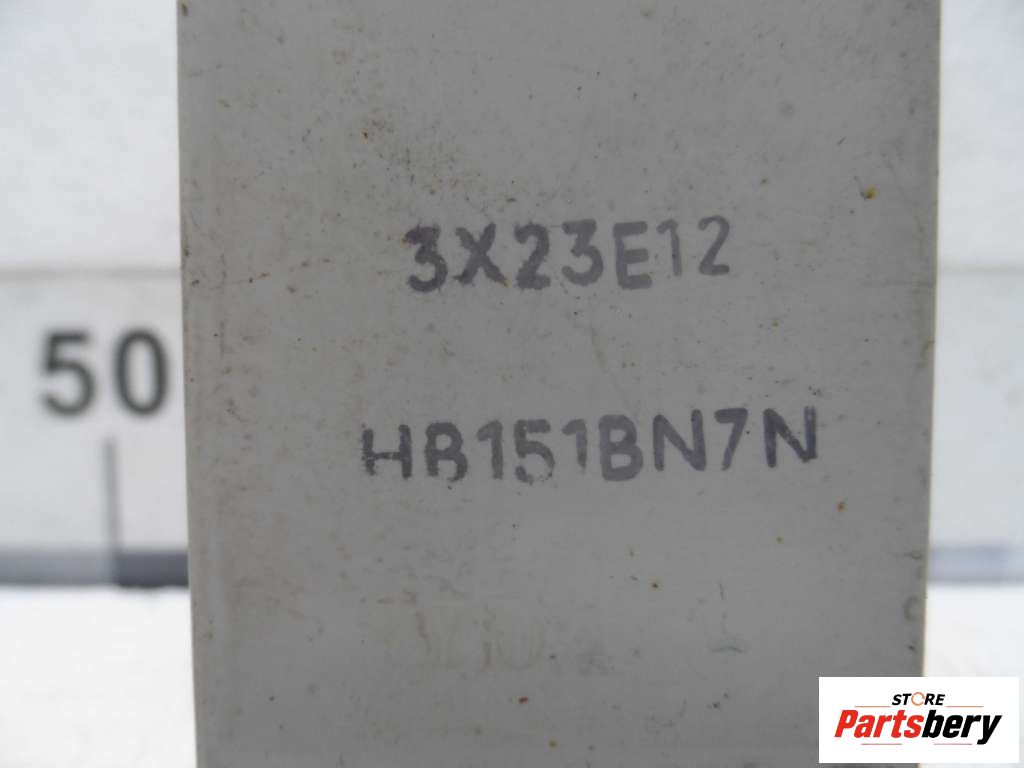 3X23E12
50
HB151BN7N
STORE
Partsbery